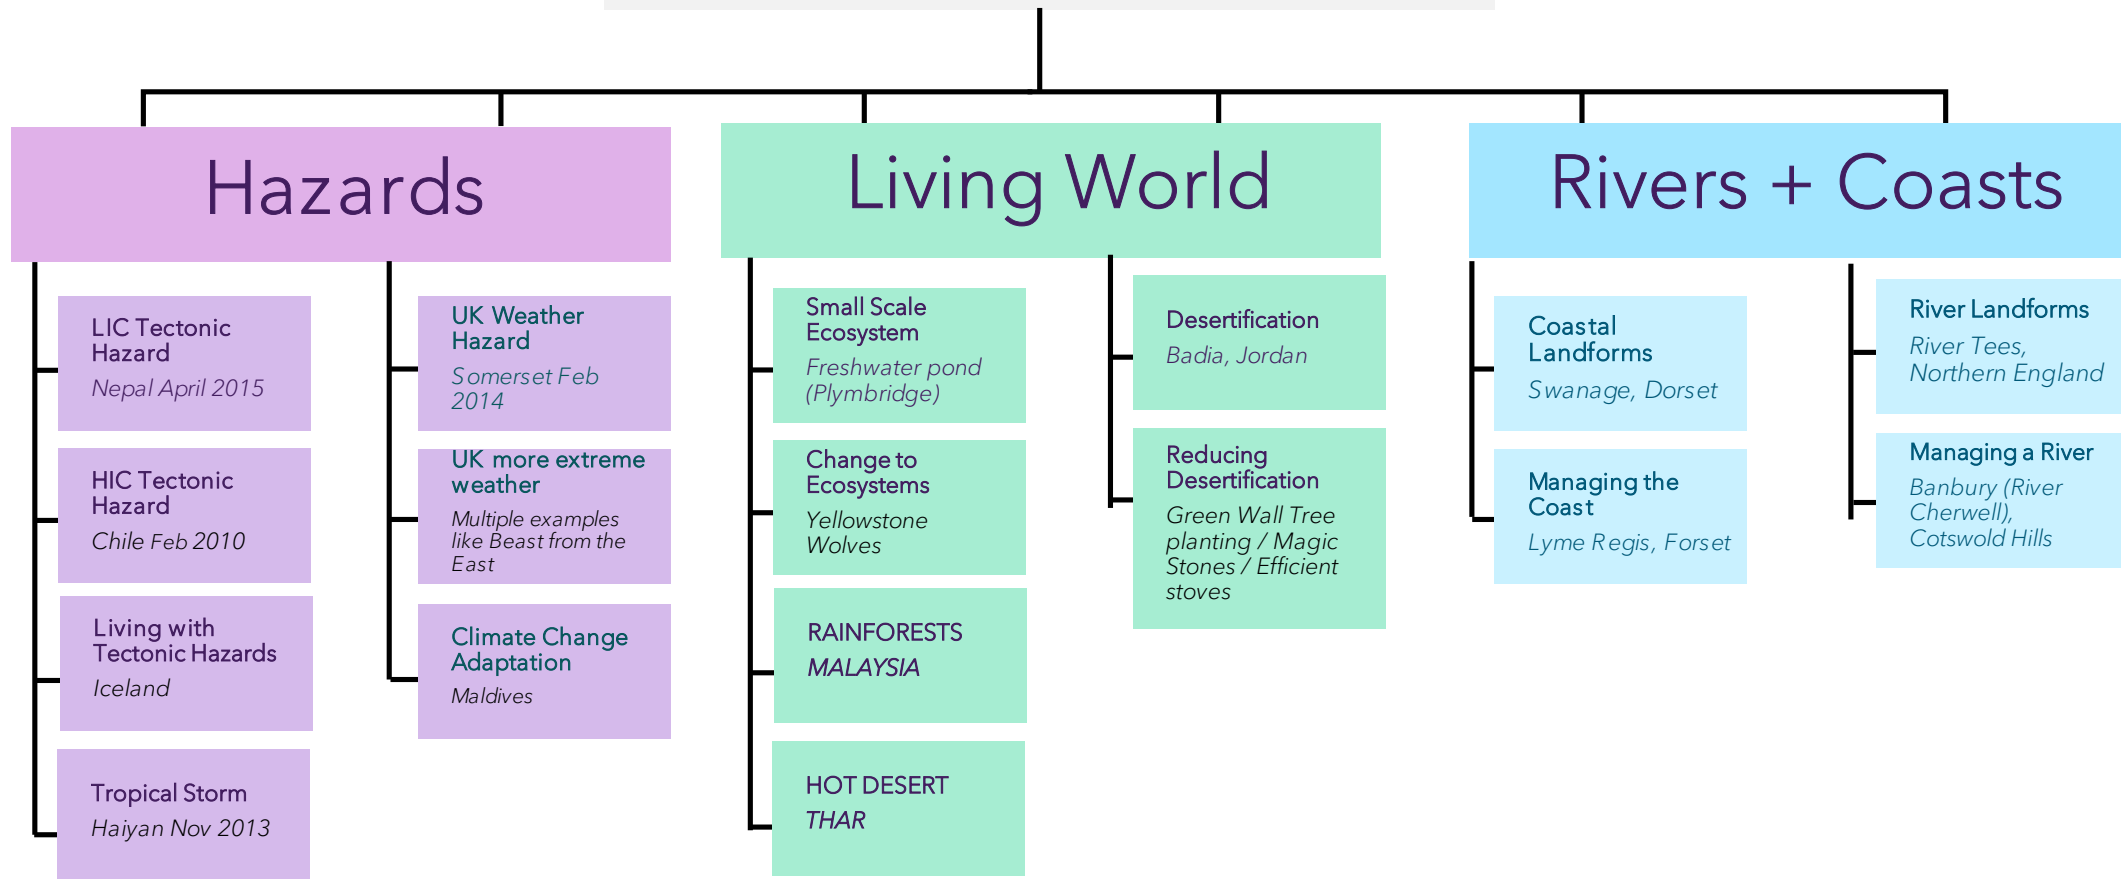 Hazards
LIC Tectonic
Hazard
Nepal April 2015
HIC Tectonic
Hazard
Chile Feb 2010
Living with
Tectonic Hazards
Iceland
Tropical Storm
Haiyan Nov 2013
UK Weather
Hazard
Somerset Feb
2014
UK more extreme
weather
Multiple examples
like Beast from the
East
Climate Change
Adaptation
Maldives
Living World
Small Scale
Ecosystem
Freshwater pond
(Plymbridge)
Change to
Ecosystems
Yellowstone
Wolves
RAINFORESTS
MALAYSIA
HOT DESERT
THAR
Desertification
Badia, Jordan
Reducing
Desertification
Green Wall Tree
planting / Magic
Stones / Efficient
stoves
Rivers + Coasts
Coastal
Landforms
Swanage, Dorset
Managing the
Coast
Lyme Regis, Forset
River Landforms
River Tees,
Northern England
Managing a River
Banbury (River
Cherwell),
Cotswold Hills